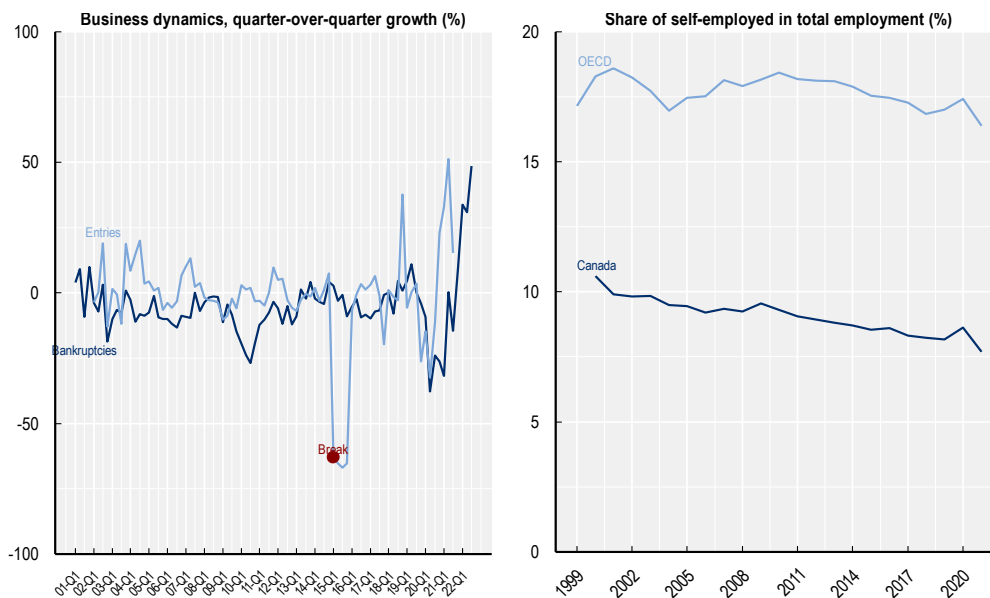 Business dynamics, quarter-over-quarter growth (%)
100
50
0
-50
-100
Entries
Bankruptcies
Break
01-Q1
02-Q1
03-Q1
04-Q1
05-Q1
06-Q1
07-Q1
08-Q1
09-Q1
10-Q1
11-Q1
12-Q1
13-Q1
14-Q1
15-Q1
16-Q1
17-Q1
18-Q1
19-Q1
20-Q1
21-Q1
22-Q1
Share of self-employed in total employment (%)
20
15
10
5
0
OECD
Canada
1999
2002
2005
2008
2011
2014
2017
2020